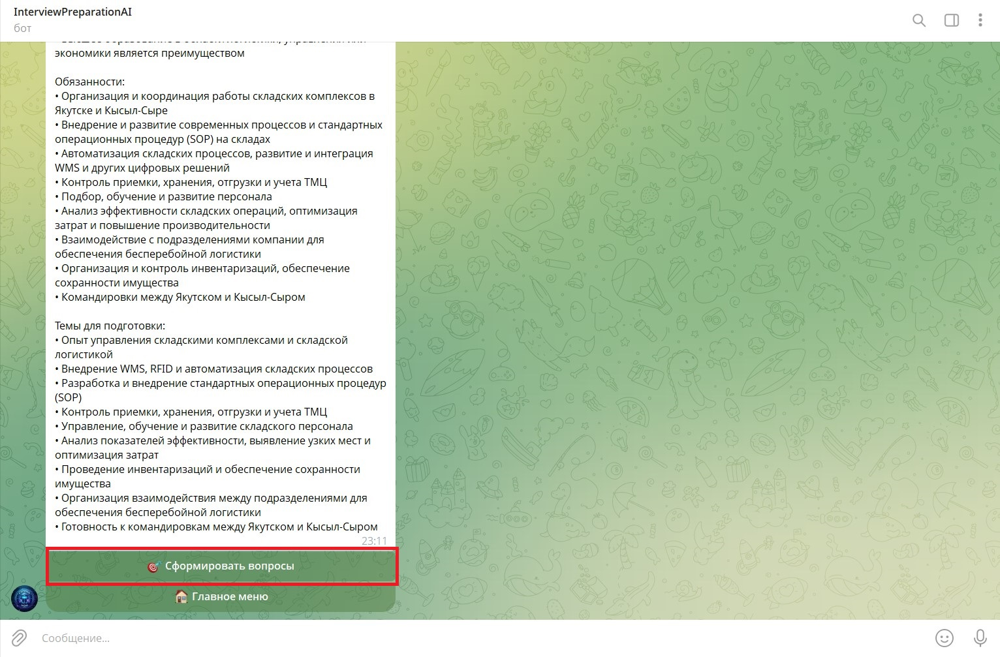 InterviewPreparationAI
бот
экономики является преимуществом
Обязанности:
• Организация и координация работы складских комплексов в
Якутске и Кысыл-Сыре
• Внедрение и развитие современных процессов и стандартных
операционных процедур (SOP) на складах
• Автоматизация складских процессов, развитие и интеграция
WMS и других цифровых решений
• Контроль приемки, хранения, отгрузки и учета ТМЦ
• Подбор, обучение и развитие персонала
• Анализ эффективности складских операций, оптимизация
затрат и повышение производительности
• Взаимодействие с подразделениями компании для
обеспечения бесперебойной логистики
• Организация и контроль инвентаризаций, обеспечение
сохранности имущества
• Командировки между Якутском и Кысыл-Сыром
Темы для подготовки:
• Опыт управления складскими комплексами и складской
логистикой
• Внедрение WMS, RFID и автоматизация складских процессов
• Разработка и внедрение стандартных операционных процедур
(SOP)
• Контроль приемки, хранения, отгрузки и учета ТМЦ
• Управление, обучение и развитие складского персонала
• Анализ показателей эффективности, выявление узких мест и
оптимизация затрат
• Проведение инвентаризаций и обеспечение сохранности
имущества
• Организация взаимодействия между подразделениями для
обеспечения бесперебойной логистики
• Готовность к командировкам между Якутском и Кысыл-Сыром
23:11
Сформировать вопросы
Главное меню
Сообщение...